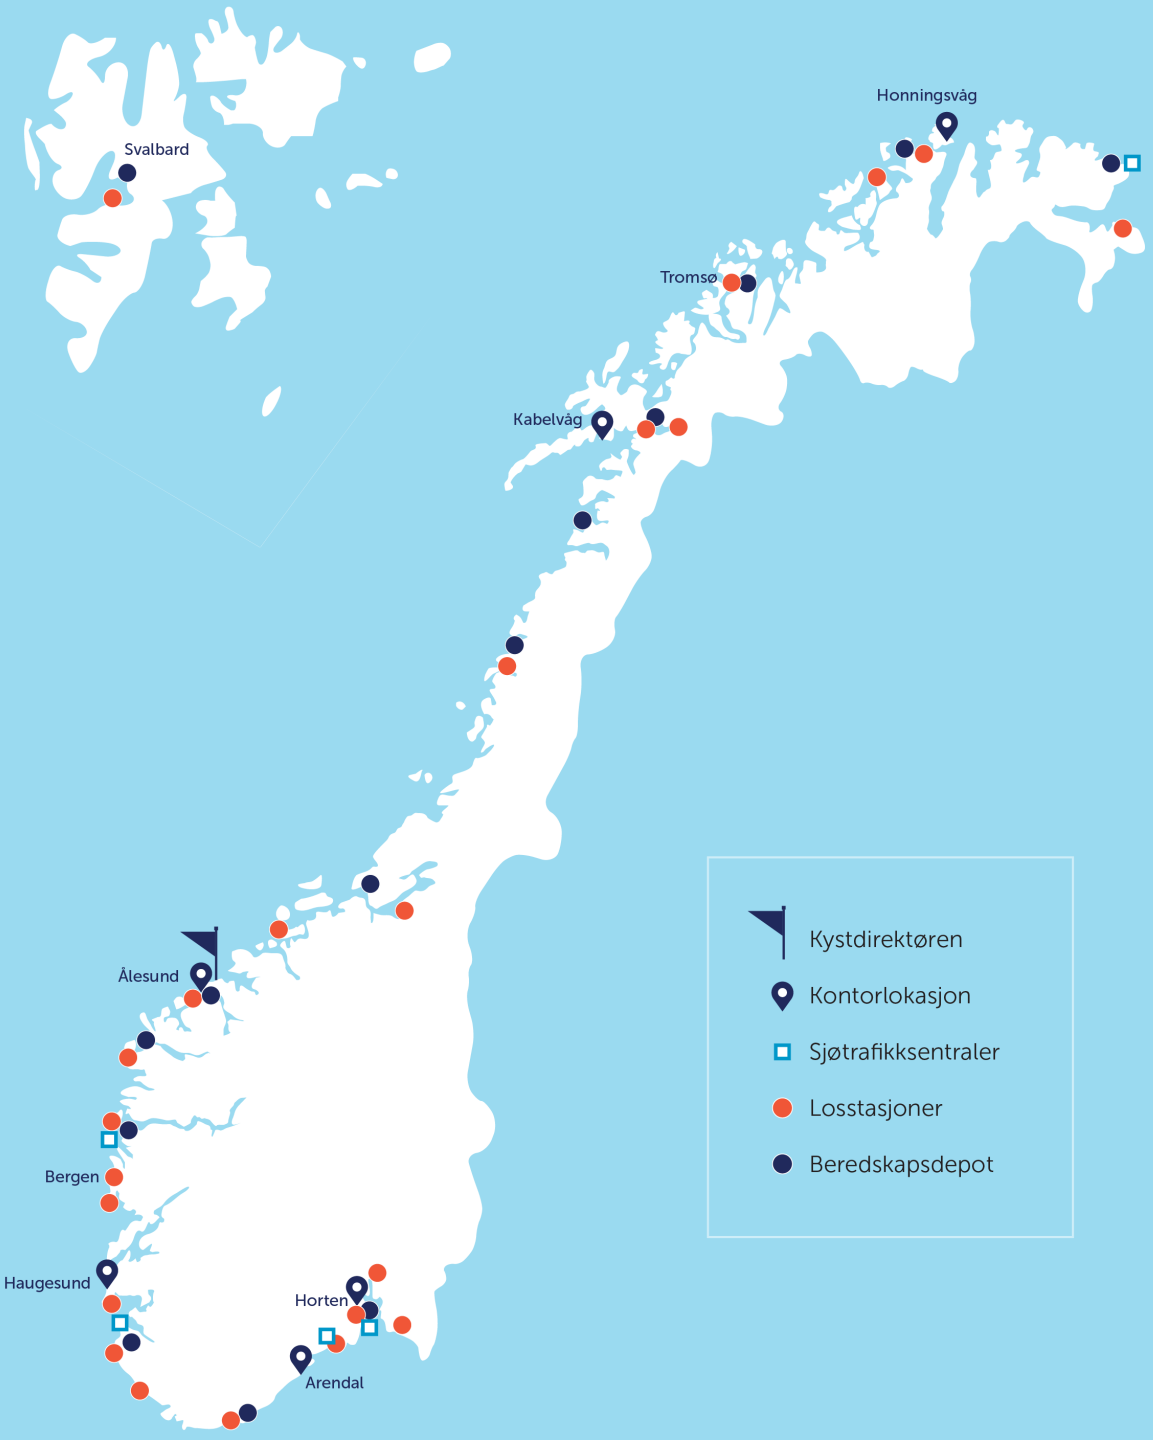 Honningsvåg
Svalbard
Tromsø
Kabelvåg
Kystdirektøren
Ålesund
Kontorlokasjon
Sjøtrafikksentraler
Losstasjoner
Beredskapsdepot
Bergen
Haugesund
Horten
Arendal